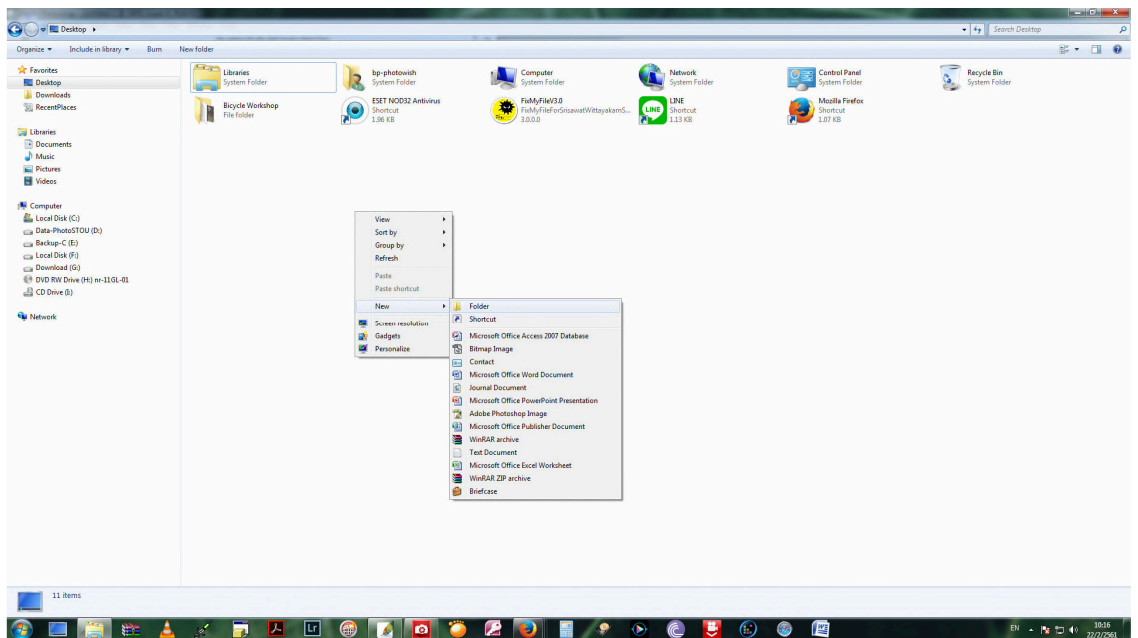 Desktop
Search Desktop
Organize
Include in library
Burn
New folder
Favorites
Desktop
Downloads
RecentPlaces
Libraries
Documents
Music
Pictures
Videos
Computer
Local Disk (C:)
Data-PhotoSTOU (D:)
Backup-C (E:)
Local Disk (F:)
Download (G:)
DVD RW Drive (H:) nr-11GL-01
CD Drive (I:)
Network
Libraries
System Folder
bp-photowish
System Folder
Computer
System Folder
Network
System Folder
Control Panel
System Folder
Recycle Bin
System Folder
Bicycle Workshop
File folder
ESET NOD32 Antivirus
Shortcut
1.96 KB
FixMyFileV3.0
FixMyFileForSrisawatWittayakamS...
3.0.0.0
LINE
LINE
Shortcut
1.13 KB
Mozilla Firefox
Shortcut
1.07 KB
View
Sort by
Group by
Refresh
Paste
Paste shortcut
New
Screen resolution
Gadgets
Personalize
Folder
Shortcut
Microsoft Office Access 2007 Database
Bitmap Image
Contact
Microsoft Office Word Document
Journal Document
Microsoft Office PowerPoint Presentation
Adobe Photoshop Image
Microsoft Office Publisher Document
WinRAR archive
Text Document
Microsoft Office Excel Worksheet
WinRAR ZIP archive
Briefcase
11 items
Lr
EN
10:16
22/2/2561